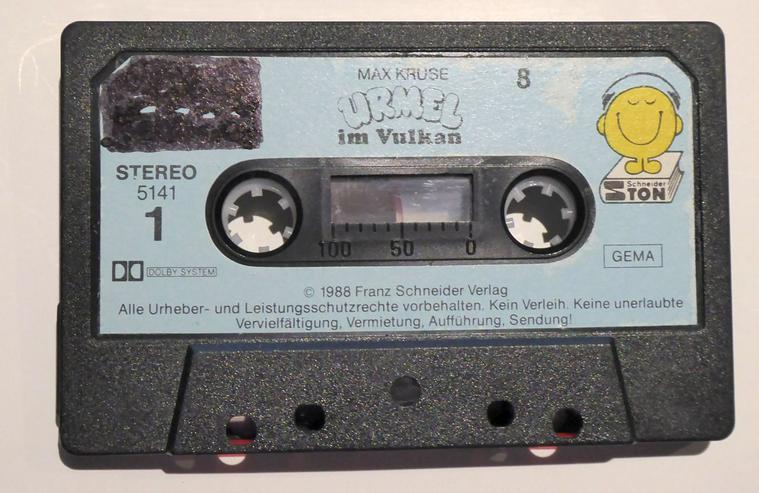 MAX KRUSE
8
URMEL
im Vulkan
STEREO
5141
1
Schneider
TON
100 50 0
DOLBY SYSTEM
GEMA
© 1988 Franz Schneider Verlag
Alle Urheber- und Leistungsschutzrechte vorbehalten. Kein Verleih. Keine unerlaubte
Vervielfältigung, Vermietung, Aufführung, Sendung!